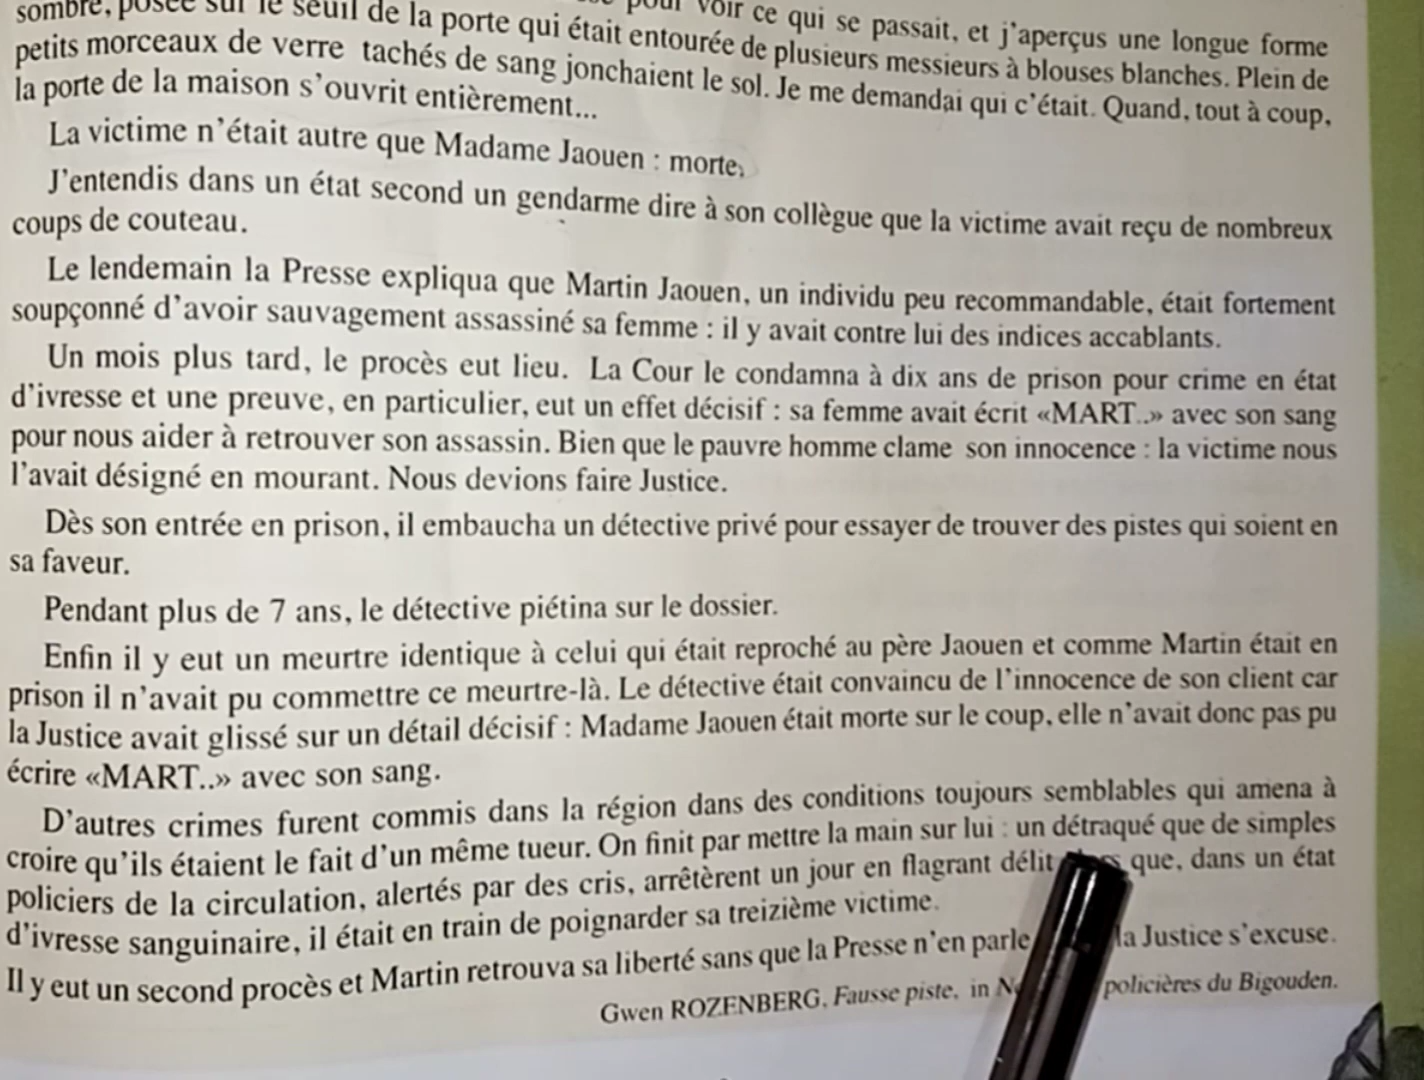 sombre, posée sur le seuil de la porte qui était entourée de plusieurs messieurs à blouses blanches. Plein de
pour voir ce qui se passait, et j'aperçus une longue forme
petits morceaux de verre tachés de sang jonchaient le sol. Je me demandai qui c'était. Quand, tout à coup,
la porte de la maison s'ouvrit entièrement...
La victime n'était autre que Madame Jaouen : morte.
J'entendis dans un état second un gendarme dire à son collègue que la victime avait reçu de nombreux
coups de couteau.
Le lendemain la Presse expliqua que Martin Jaouen, un individu peu recommandable, était fortement
soupçonné d'avoir sauvagement assassiné sa femme : il y avait contre lui des indices accablants.
Un mois plus tard, le procès eut lieu. La Cour le condamna à dix ans de prison pour crime en état
d'ivresse et une preuve, en particulier, eut un effet décisif : sa femme avait écrit «MART..» avec son sang
pour nous aider à retrouver son assassin. Bien que le pauvre homme clame son innocence : la victime nous
l'avait désigné en mourant. Nous devions faire Justice.
Dès son entrée en prison, il embaucha un détective privé pour essayer de trouver des pistes qui soient en
sa faveur.
Pendant plus de 7 ans, le détective piétina sur le dossier.
Enfin il y eut un meurtre identique à celui qui était reproché au père Jaouen et comme Martin était en
prison il n'avait pu commettre ce meurtre-là. Le détective était convaincu de l'innocence de son client car
la Justice avait glissé sur un détail décisif : Madame Jaouen était morte sur le coup, elle n'avait donc pas pu
écrire «MART..» avec son sang.
D'autres crimes furent commis dans la région dans des conditions toujours semblables qui amena à
croire qu'ils étaient le fait d'un même tueur. On finit par mettre la main sur lui : un détraqué que de simples
policiers de la circulation, alertés par des cris, arrêtèrent un jour en flagrant délit que, dans un état
d'ivresse sanguinaire, il était en train de poignarder sa treizième victime.
Il y eut un second procès et Martin retrouva sa liberté sans que la Presse n'en parle la Justice s'excuse.
Gwen ROZENBERG, Fausse piste, in policières du Bigouden.